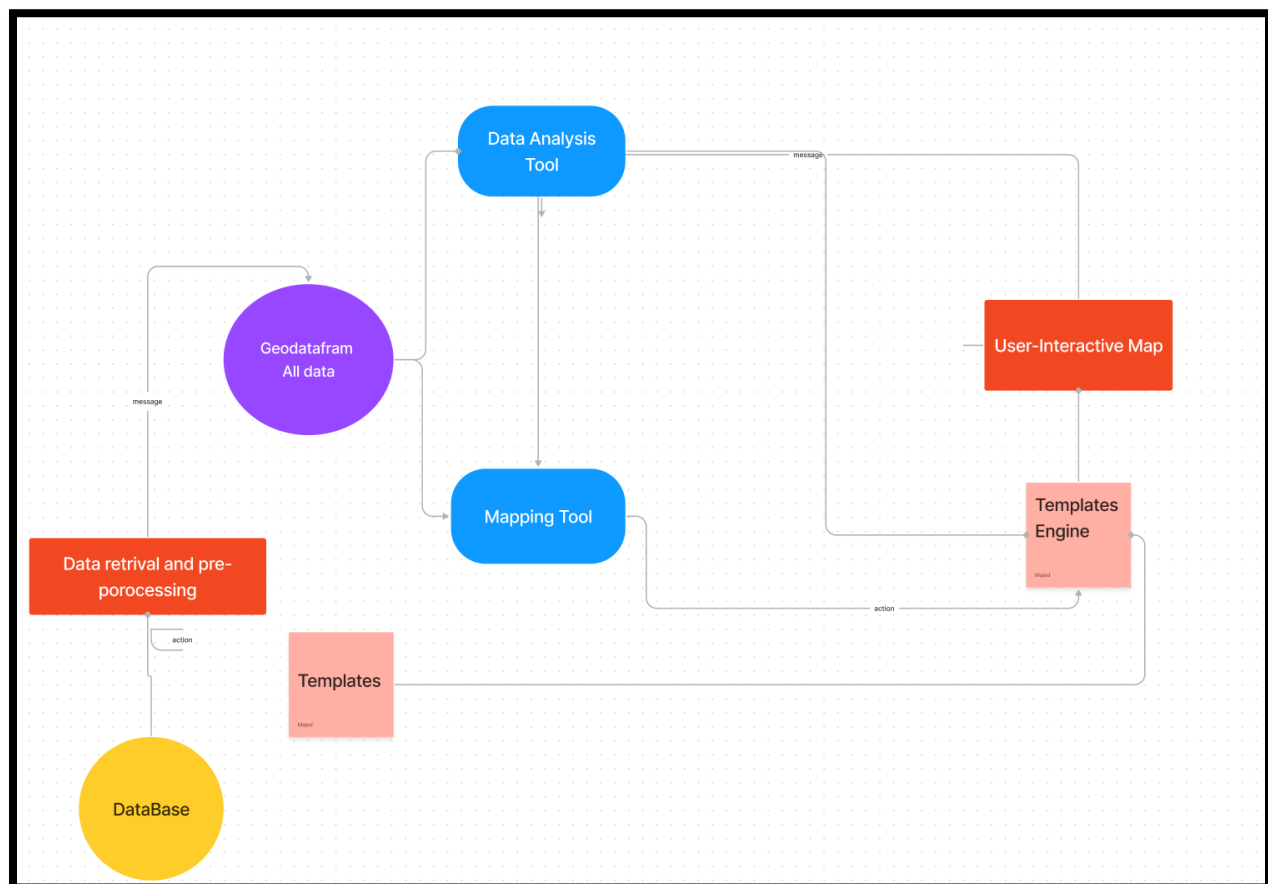 Data Analysis
Tool
message
Geodatafram
All data
User-Interactive Map
message
Templates
Engine
Majed
Mapping Tool
Data retrival and pre-
porocessing
action
action
Templates
Majed
DataBase